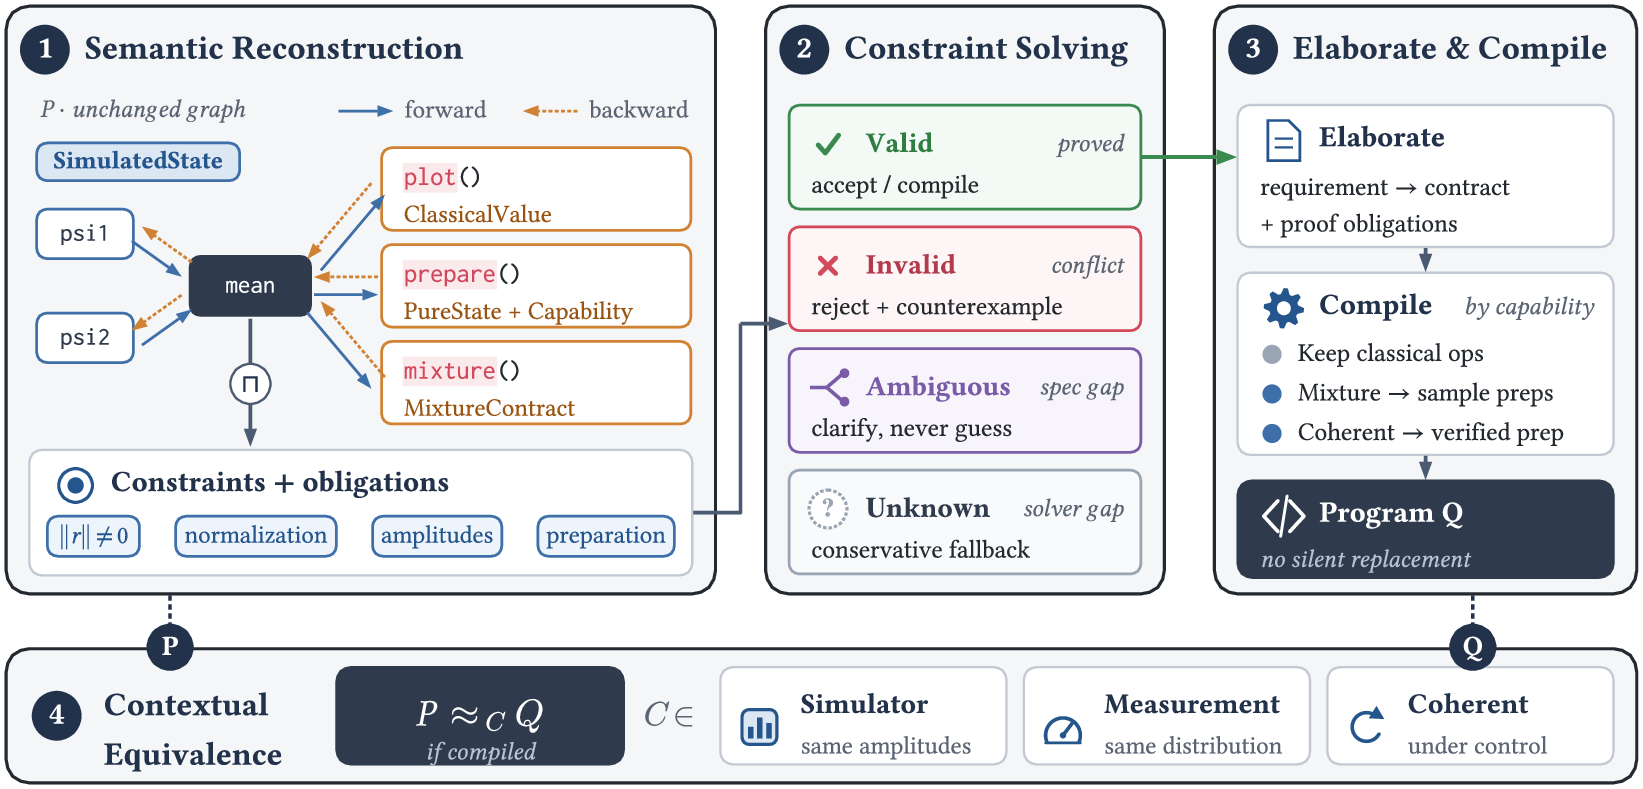 1 Semantic Reconstruction
P · unchanged graph
forward
backward
SimulatedState
psi1
psi2
mean
plot()
ClassicalValue
prepare()
PureState + Capability
mixture()
MixtureContract
⊓
Constraints + obligations
‖r‖ ≠ 0
normalization
amplitudes
preparation
2 Constraint Solving
Valid proved
accept / compile
Invalid conflict
reject + counterexample
Ambiguous spec gap
clarify, never guess
? Unknown solver gap
conservative fallback
3 Elaborate & Compile
Elaborate
requirement → contract
+ proof obligations
Compile by capability
Keep classical ops
Mixture → sample preps
Coherent → verified prep
</> Program Q
no silent replacement
P
Q
4 Contextual
Equivalence
P ≈C Q
if compiled
C ∈
Simulator
same amplitudes
Measurement
same distribution
Coherent
under control